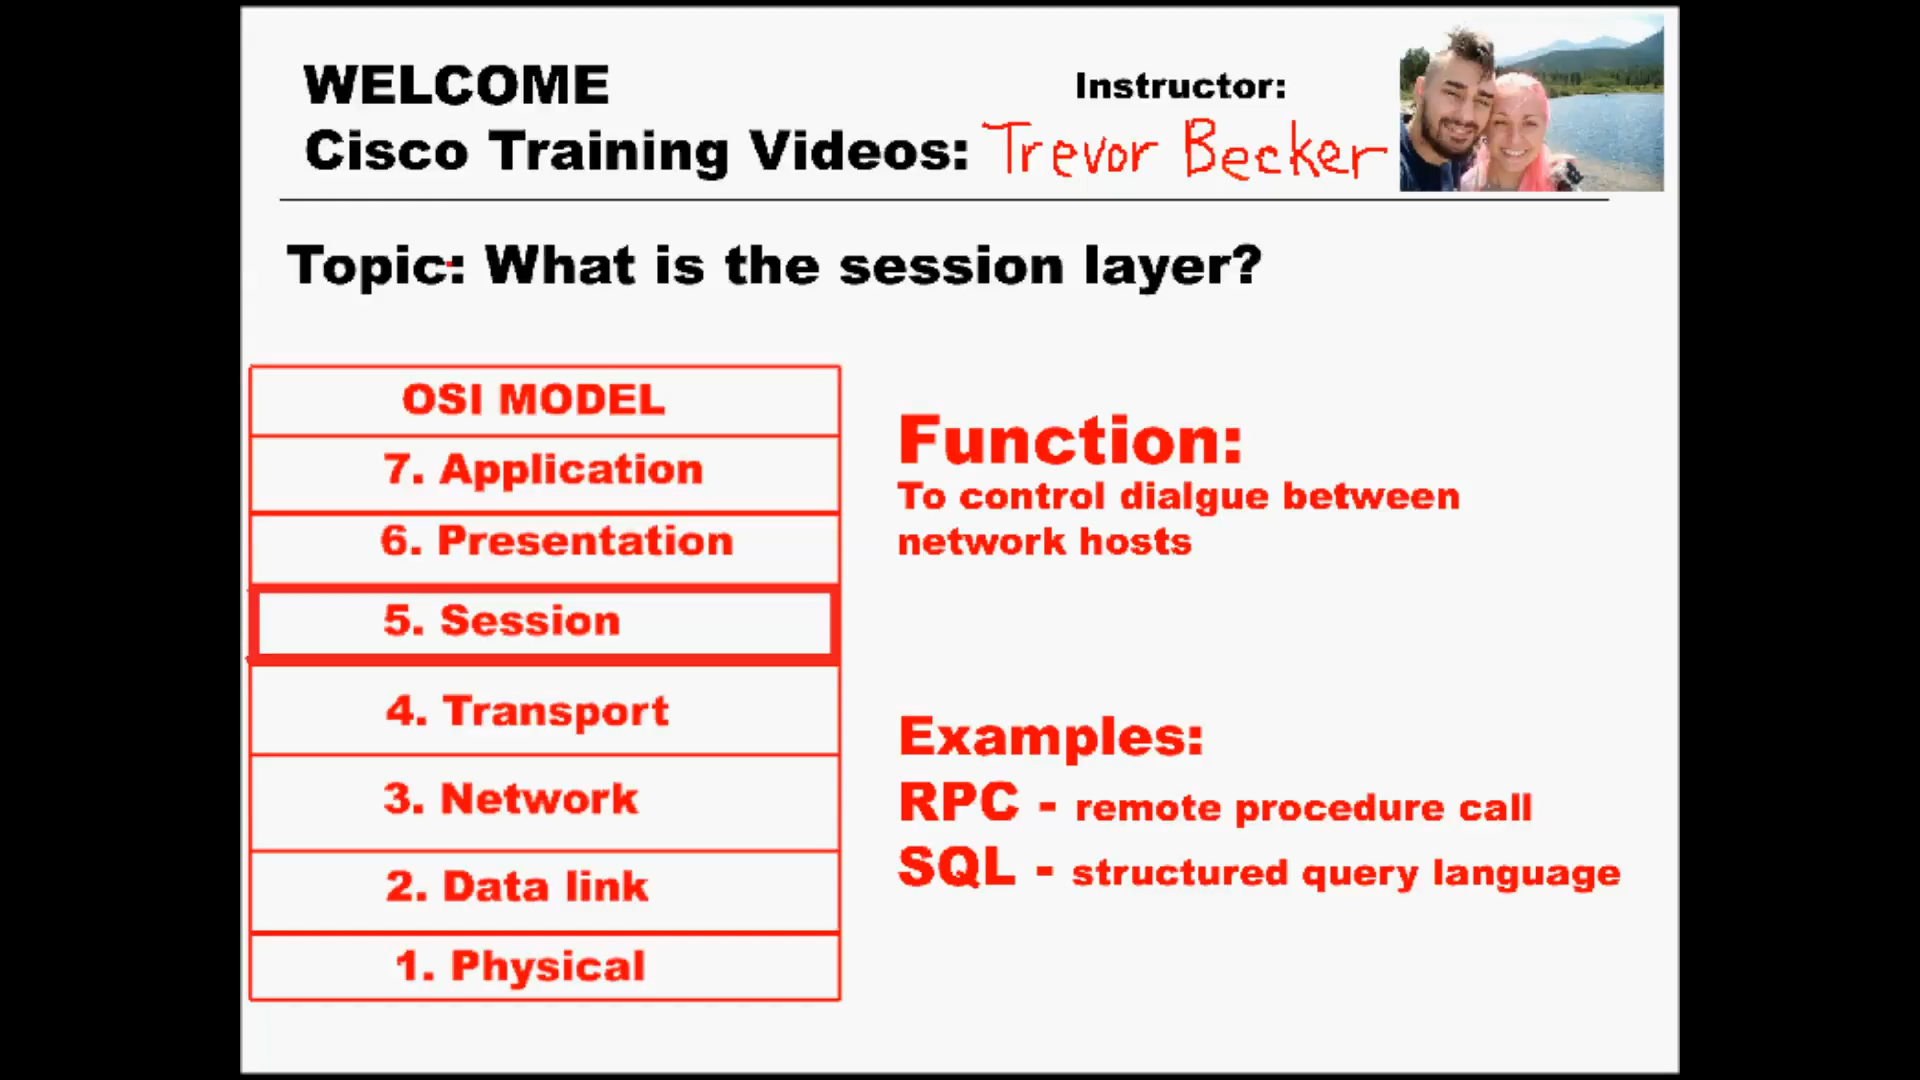 WELCOME
Instructor:
Cisco Training Videos: Trevor Becker
Topic: What is the session layer?
OSI MODEL
7. Application
6. Presentation
5. Session
4. Transport
3. Network
2. Data link
1. Physical
Function:
To control dialgue between
network hosts
Examples:
RPC - remote procedure call
SQL - structured query language